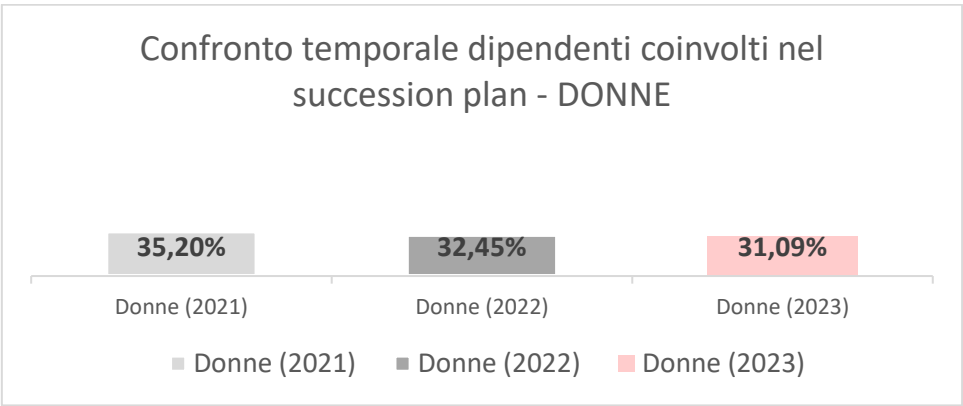 Confronto temporale dipendenti coinvolti nel
succession plan - DONNE
35,20% 32,45% 31,09%
Donne (2021) Donne (2022) Donne (2023)
Donne (2021) Donne (2022) Donne (2023)